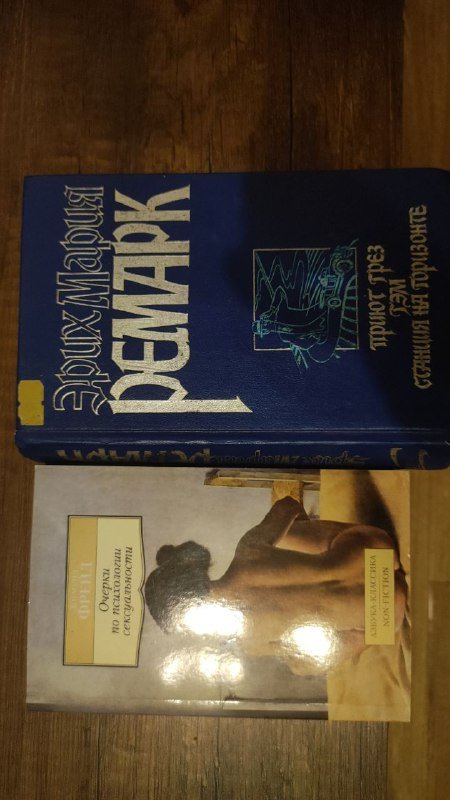 Эрих Мария
РЕМАРК
ПРИЮТ ГРЕЗ
ГЭМ
СТАНЦИЯ НА ГОРИЗОНТЕ
ФРЕЙД
Очерки
по психологии
сексуальности
АЗБУКА-КЛАССИКА
NON-FICTION